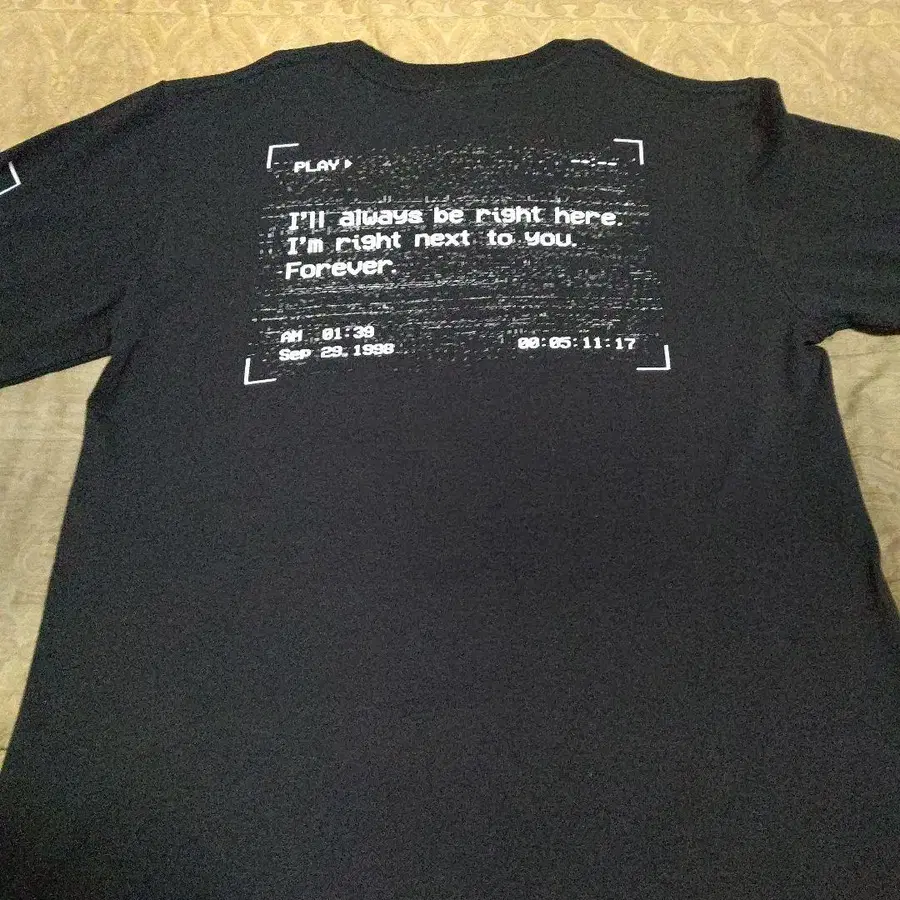 PLAY ▶
--:--
I'll always be right here.
I'm right next to you.
Forever.
AM 01:39
Sep 29.1998
00:05:11:17